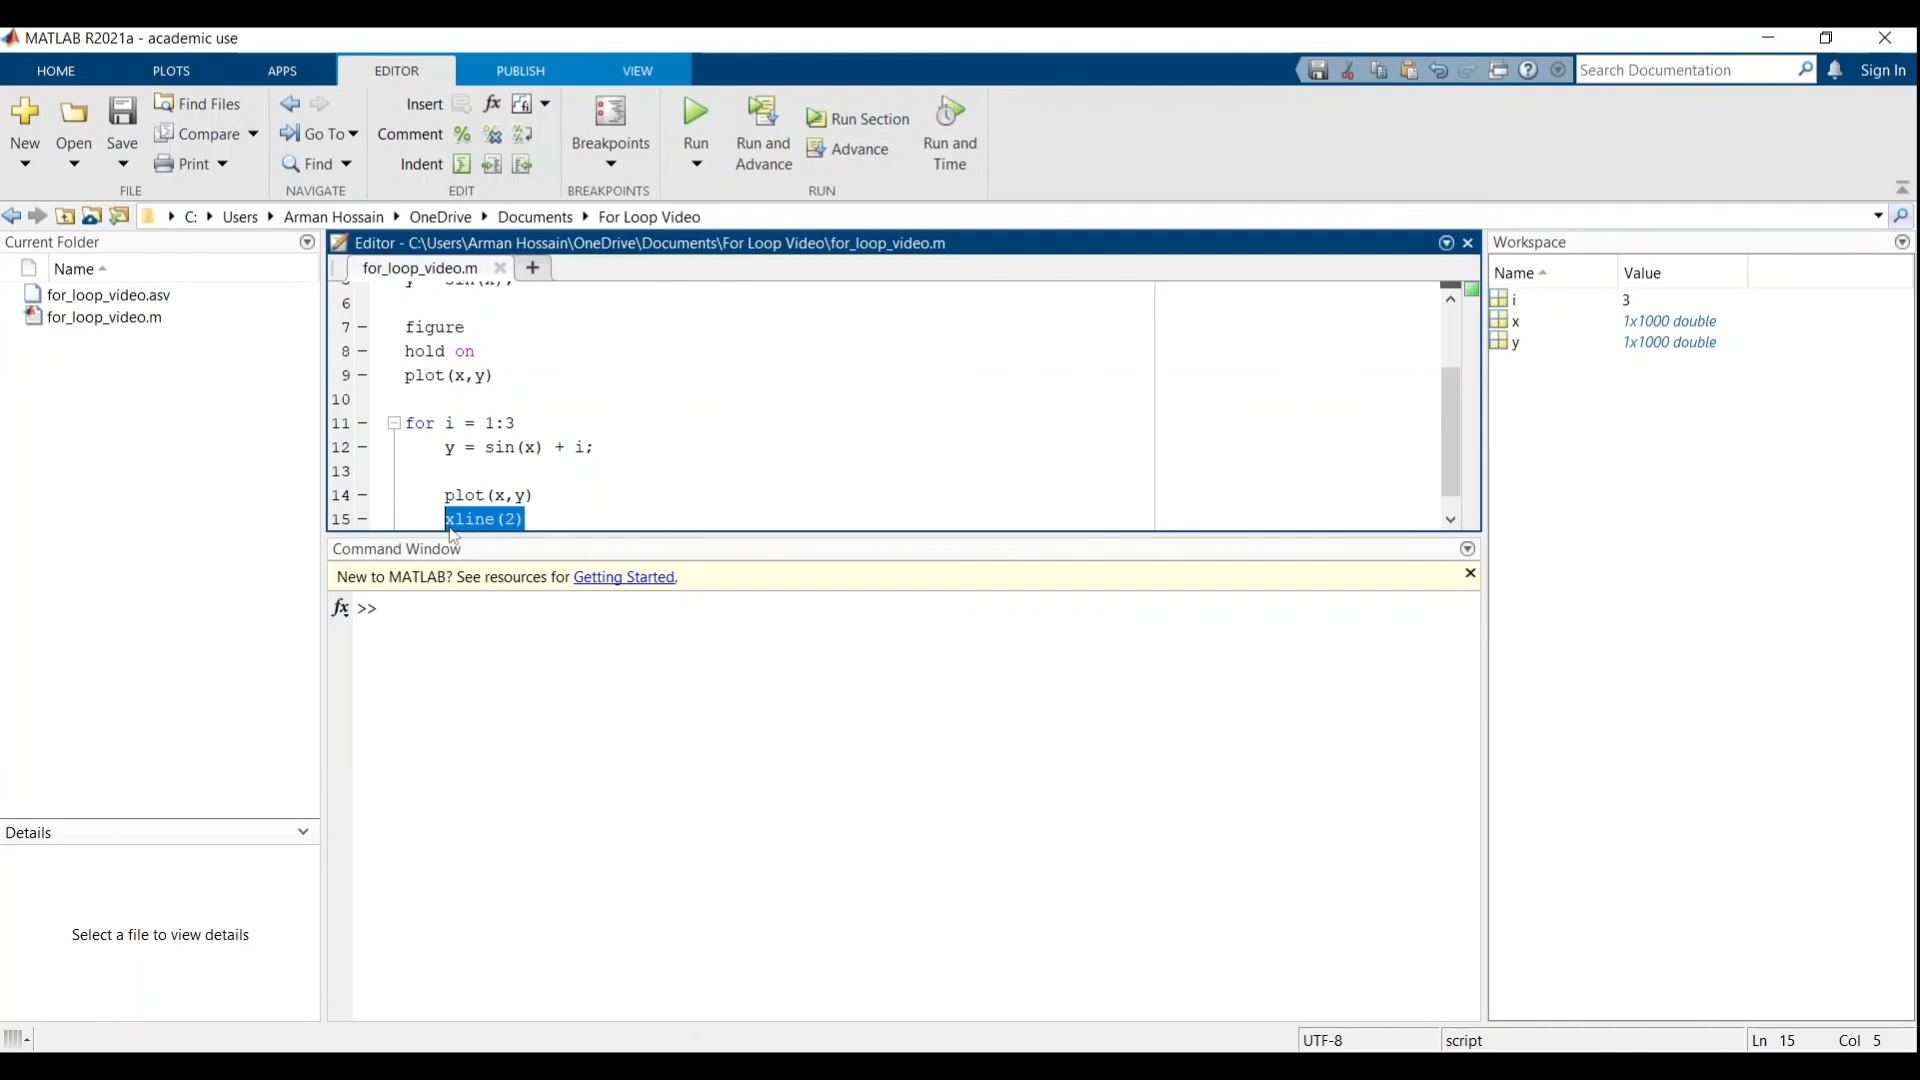 MATLAB R2021a - academic use
HOME PLOTS APPS EDITOR PUBLISH VIEW
Search Documentation
Sign In
New
Open
Save
Find Files
Compare
Print
FILE
Go To
Find
NAVIGATE
Insert
fx
Comment
Indent
EDIT
Breakpoints
BREAKPOINTS
Run
Run and
Advance
Run Section
Advance
Run and
Time
RUN
C: Users Arman Hossain OneDrive Documents For Loop Video
Current Folder
Name
for_loop_video.asv
for_loop_video.m
Details
Select a file to view details
Editor - C:\Users\Arman Hossain\OneDrive\Documents\For Loop Video\for_loop_video.m
for_loop_video.m
6
7 - figure
8 - hold on
9 - plot(x,y)
10
11 - for i = 1:3
12 - y = sin(x) + i;
13
14 - plot(x,y)
15 - xline(2)
Command Window
New to MATLAB? See resources for Getting Started.
fx >>
Workspace
Name Value
i 3
x 1x1000 double
y 1x1000 double
UTF-8 script Ln 15 Col 5